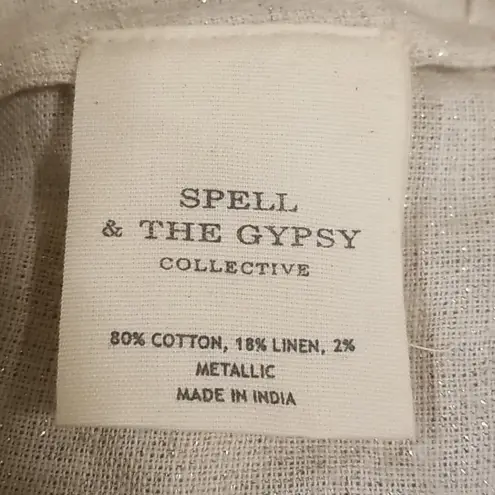 SPELL
& THE GYPSY
COLLECTIVE
80% COTTON, 18% LINEN, 2%
METALLIC
MADE IN INDIA